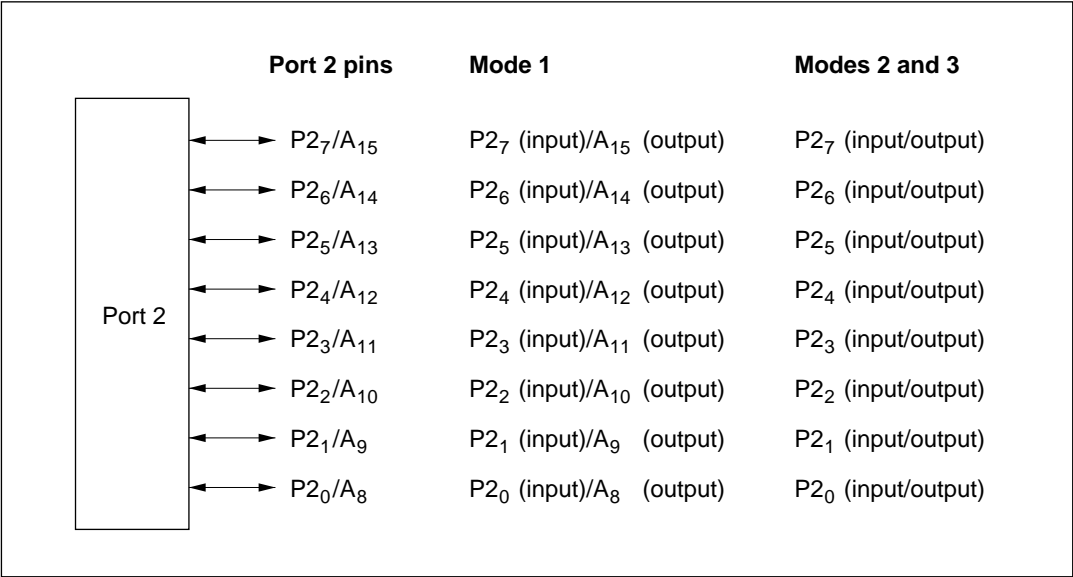 Port 2 pins Mode 1 Modes 2 and 3
P2₇/A₁₅ P2₇ (input)/A₁₅ (output) P2₇ (input/output)
P2₆/A₁₄ P2₆ (input)/A₁₄ (output) P2₆ (input/output)
P2₅/A₁₃ P2₅ (input)/A₁₃ (output) P2₅ (input/output)
P2₄/A₁₂ P2₄ (input)/A₁₂ (output) P2₄ (input/output)
Port 2
P2₃/A₁₁ P2₃ (input)/A₁₁ (output) P2₃ (input/output)
P2₂/A₁₀ P2₂ (input)/A₁₀ (output) P2₂ (input/output)
P2₁/A₉ P2₁ (input)/A₉ (output) P2₁ (input/output)
P2₀/A₈ P2₀ (input)/A₈ (output) P2₀ (input/output)